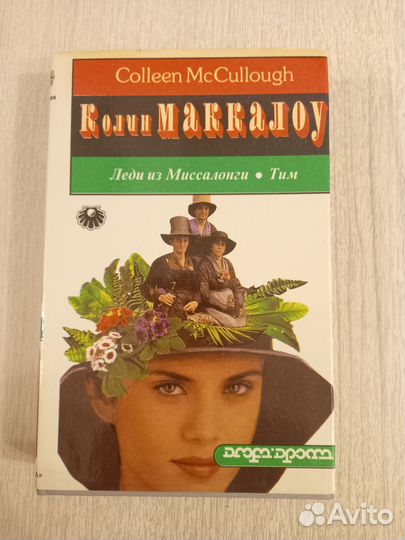 Colleen McCullough
Колин МАККАЛОУ
Леди из Миссалонги • Тим
Avito